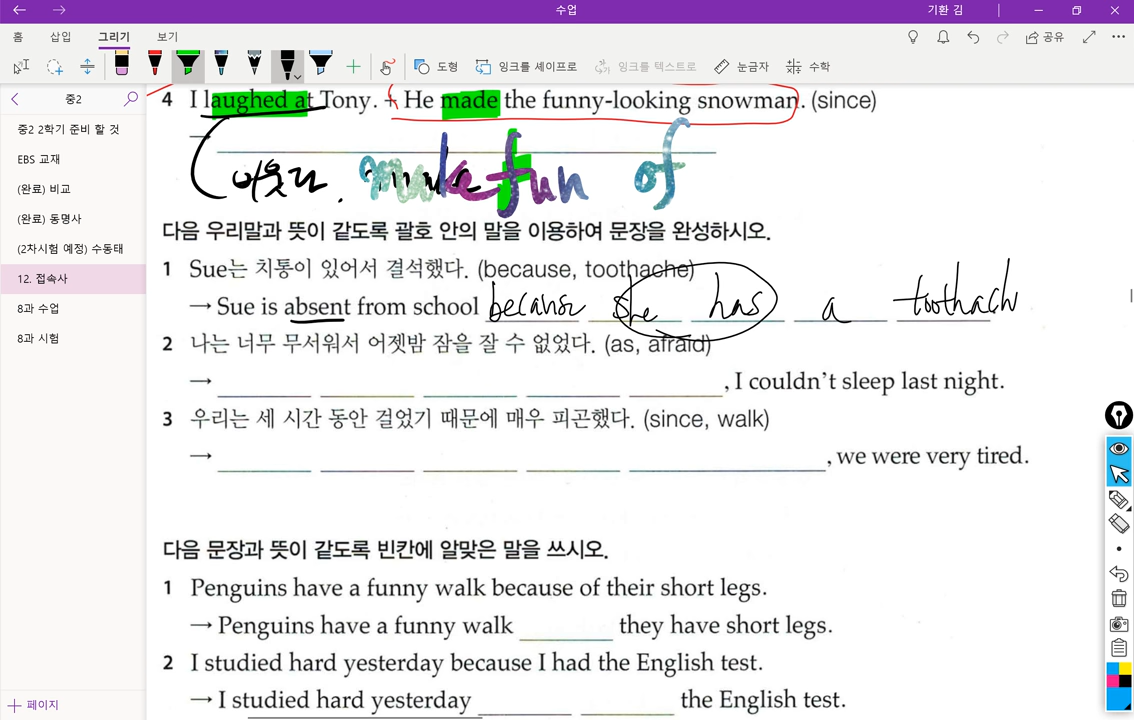 수업
기환 김
홈 삽입 그리기 보기
공유
도형 잉크를 셰이프로 잉크를 텍스트로 눈금자 수학
중2
중2 2학기 준비 할 것
EBS 교재
(완료) 비교
(완료) 동명사
(2차시험 예정) 수동태
12. 접속사
8과 수업
8과 시험
페이지
4 I laughed at Tony. + He made the funny-looking snowman. (since)
→
비웃다. make fun of
다음 우리말과 뜻이 같도록 괄호 안의 말을 이용하여 문장을 완성하시오.
1 Sue는 치통이 있어서 결석했다. (because, toothache)
→ Sue is absent from school because she has a toothach
2 나는 너무 무서워서 어젯밤 잠을 잘 수 없었다. (as, afraid)
→ , I couldn't sleep last night.
3 우리는 세 시간 동안 걸었기 때문에 매우 피곤했다. (since, walk)
→ , we were very tired.
다음 문장과 뜻이 같도록 빈칸에 알맞은 말을 쓰시오.
1 Penguins have a funny walk because of their short legs.
→ Penguins have a funny walk they have short legs.
2 I studied hard yesterday because I had the English test.
→ I studied hard yesterday the English test.